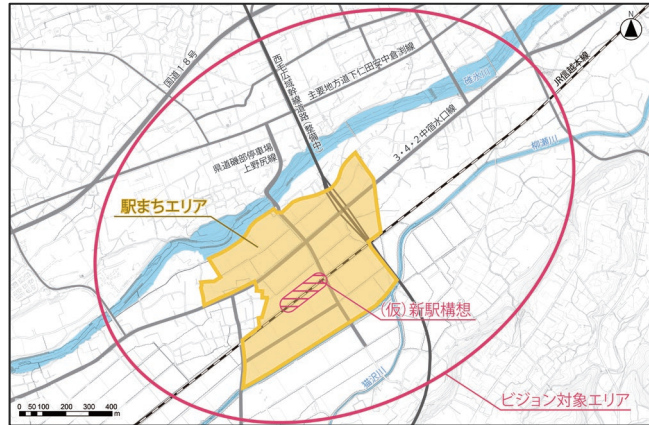 N
国道18号
西毛広域幹線道路(整備中)
主要地方道下仁田安中倉渕線
碓氷川
JR信越本線
県道磯部停車場
上野尻線
3・4・2中宿水口線
柳瀬川
駅まちエリア
(仮)新駅構想
猫沢川
ビジョン対象エリア
0 50 100 200 300 400
m